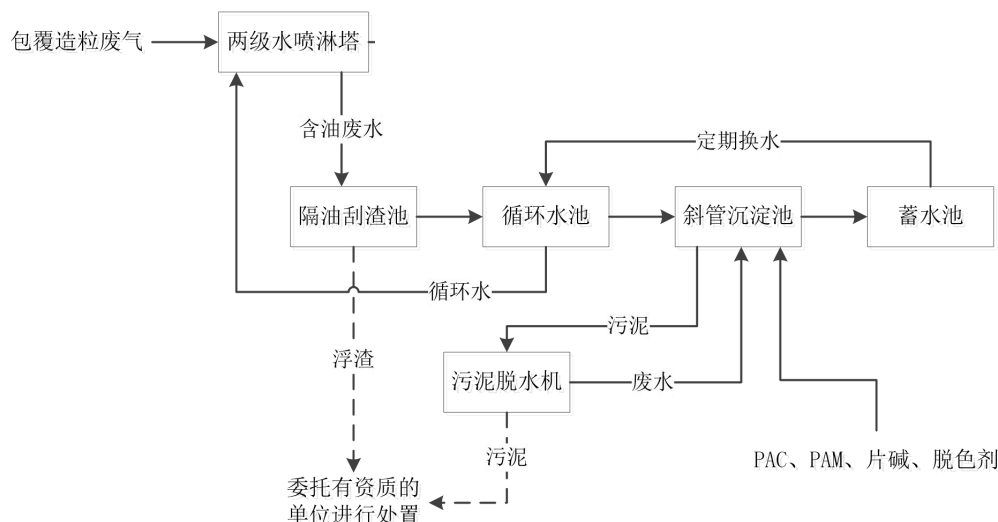 包覆造粒废气
两级水喷淋塔
含油废水
定期换水
隔油刮渣池
循环水池
斜管沉淀池
蓄水池
循环水
污泥
浮渣
污泥脱水机
废水
污泥
PAC、PAM、片碱、脱色剂
委托有资质的
单位进行处置